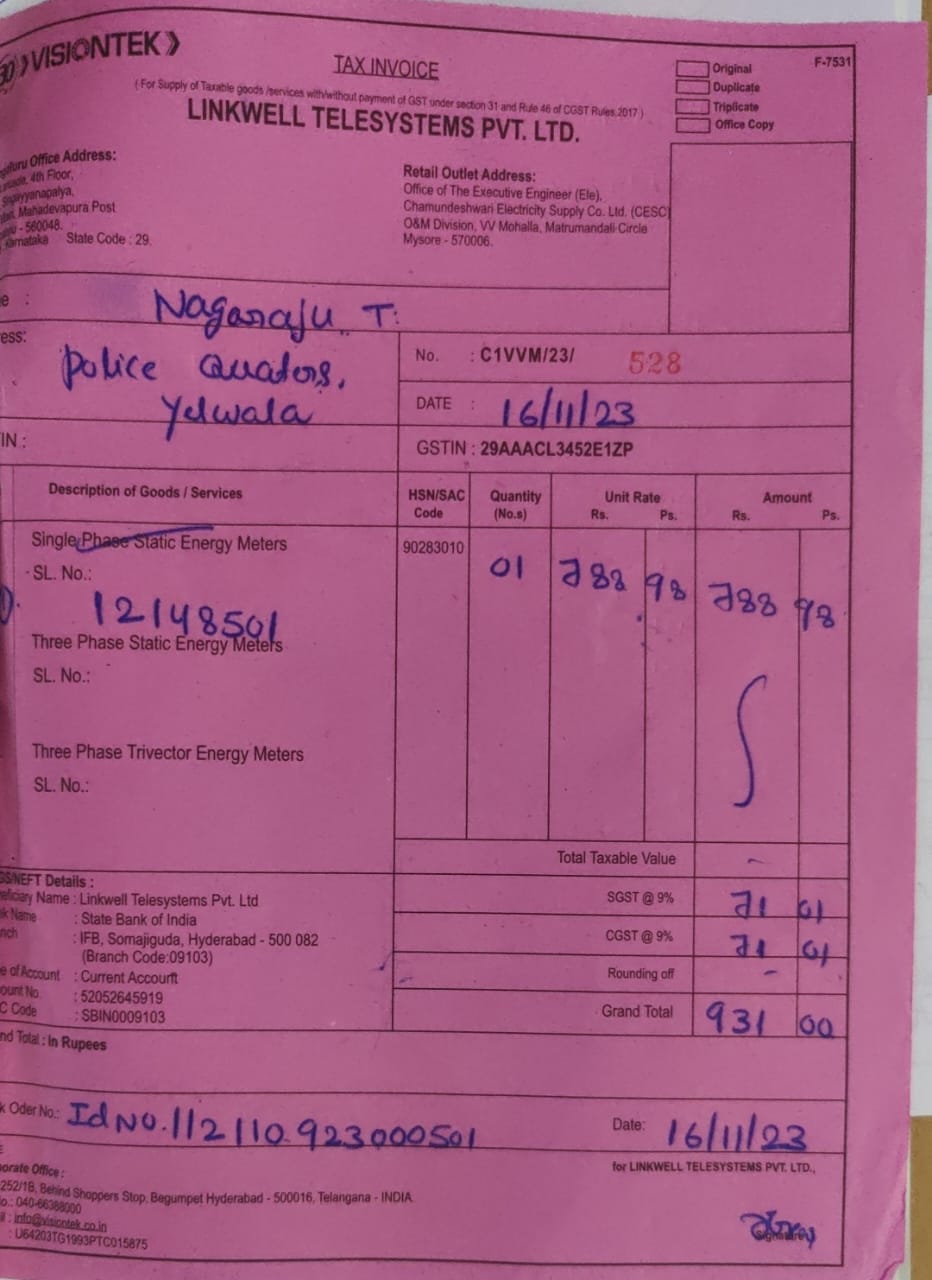 VISIONTEK
TAX INVOICE
( For Supply of Taxable goods /services with/without payment of GST under section 31 and Rule 46 of CGST Rules,2017 )
LINKWELL TELESYSTEMS PVT. LTD.
F-7531
Original
Duplicate
Triplicate
Office Copy
Office Address:
4th Floor,
Mahadevapura Post
- 560048.
Karnataka State Code : 29.
Retail Outlet Address:
Office of The Executive Engineer (Ele),
Chamundeshwari Electricity Supply Co. Ltd. (CESC)
O&M Division, VV Mohalla, Matrumandali Circle
Mysore - 570006.
Nagaraju T.
Police Quators,
Yelwala
No. : C1VVM/23/ 528
DATE : 16/11/23
GSTIN : 29AAACL3452E1ZP
Description of Goods / Services HSN/SAC Code Quantity (No.s) Unit Rate Rs. Ps. Amount Rs. Ps.
Single Phase Static Energy Meters 90283010 01 788 98 788 98
SL. No.:
12148501
Three Phase Static Energy Meters
SL. No.:
Three Phase Trivector Energy Meters
SL. No.:
Total Taxable Value -
SGST @ 9% 71 01
CGST @ 9% 71 01
Rounding off -
Grand Total 931 00
/NEFT Details :
Name : Linkwell Telesystems Pvt. Ltd
Name : State Bank of India
: IFB, Somajiguda, Hyderabad - 500 082
(Branch Code:09103)
of Account : Current Accourtt
No. : 52052645919
Code : SBIN0009103
Total : In Rupees
Oder No.: Id No. 112110923000501
Date: 16/11/23
for LINKWELL TELESYSTEMS PVT. LTD.,
Office :
252/1B, Behind Shoppers Stop, Begumpet Hyderabad - 500016, Telangana - INDIA.
: 040-66388000
: info@visiontek.co.in
: U64203TG1993PTC015875